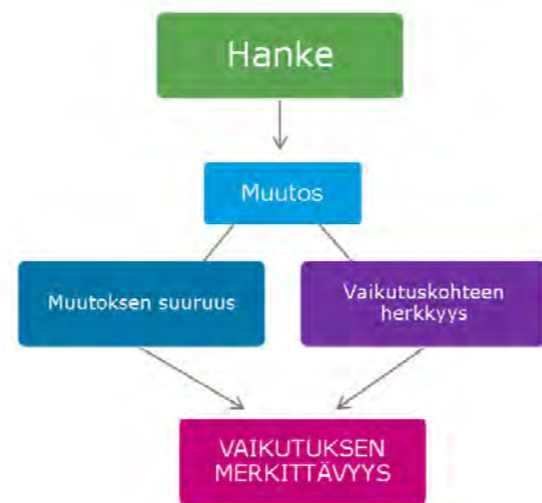 Hanke
Muutos
Muutoksen suuruus
Vaikutuskohteen
herkkyys
VAIKUTUKSEN
MERKITTÄVYYS